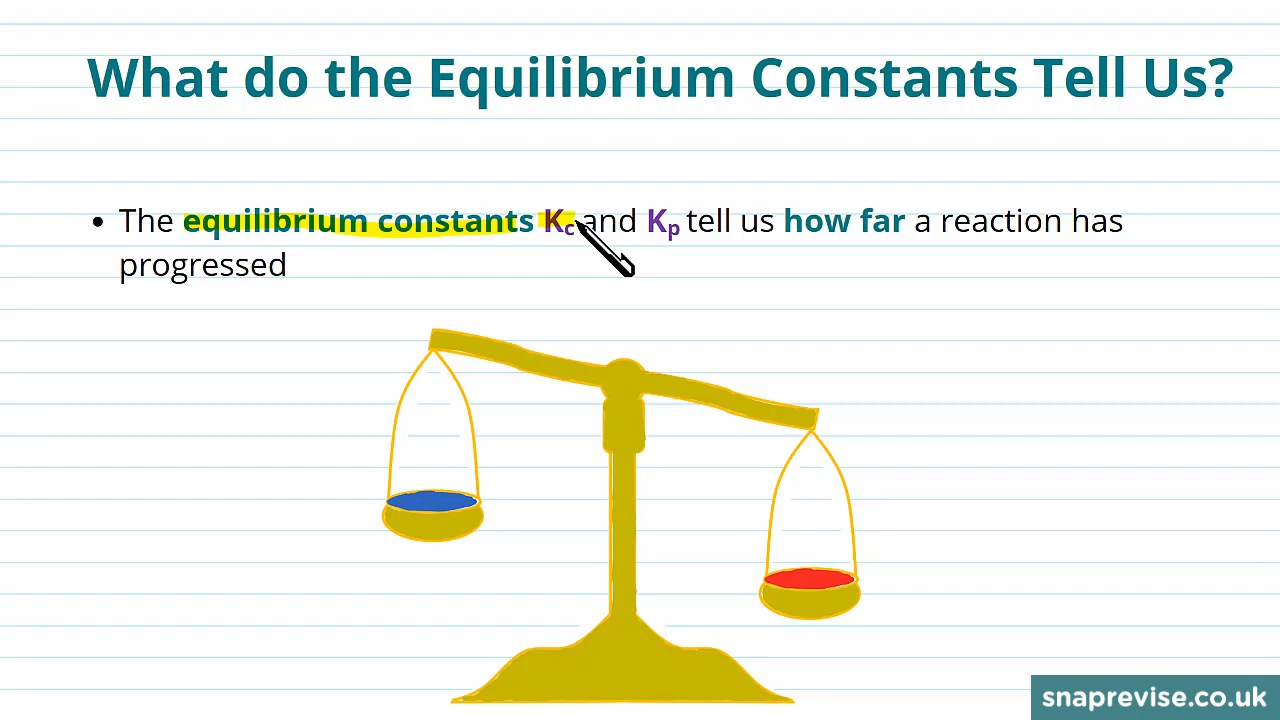 What do the Equilibrium Constants Tell Us?
• The equilibrium constants Kc and Kp tell us how far a reaction has
progressed
snaprevise.co.uk